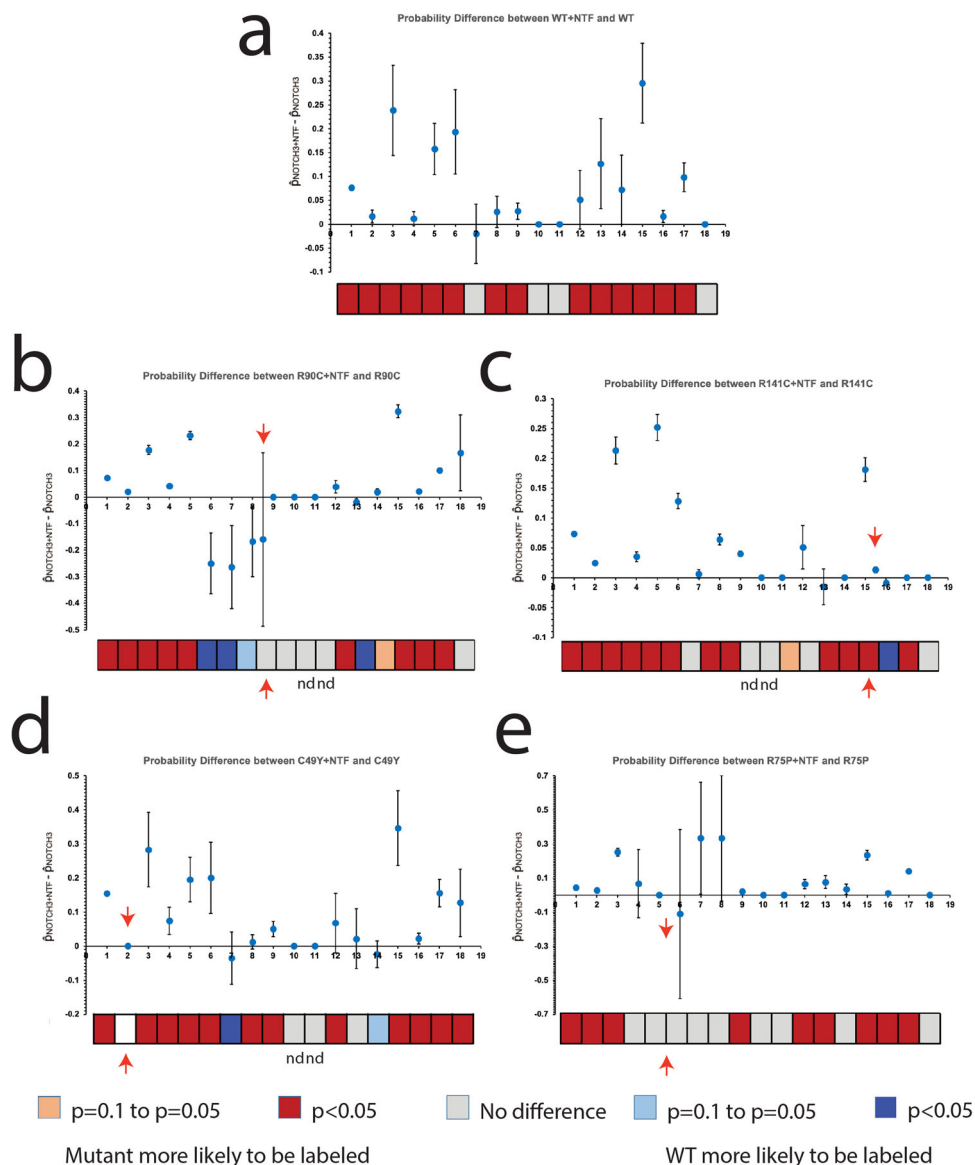 a
Probability Difference between WT+NTF and WT
p̂NOTCH3+NTF - p̂NOTCH3
0.4
0.35
0.3
0.25
0.2
0.15
0.1
0.05
0
-0.05
-0.1
0 1 2 3 4 5 6 7 8 9 10 11 12 13 14 15 16 17 18 19
b
Probability Difference between R90C+NTF and R90C
p̂NOTCH3+NTF - p̂NOTCH3
0.4
0.3
0.2
0.1
0
-0.1
-0.2
-0.3
-0.4
-0.5
0 1 2 3 4 5 6 7 8 9 10 11 12 13 14 15 16 17 18 19
ndnd
c
Probability Difference between R141C+NTF and R141C
p̂NOTCH3+NTF - p̂NOTCH3
0.3
0.25
0.2
0.15
0.1
0.05
0
-0.05
-0.1
0 1 2 3 4 5 6 7 8 9 10 11 12 13 14 15 16 17 18 19
ndnd
d
Probability Difference between C49Y+NTF and C49Y
p̂NOTCH3+NTF - p̂NOTCH3
0.5
0.4
0.3
0.2
0.1
0
-0.1
-0.2
0 1 2 3 4 5 6 7 8 9 10 11 12 13 14 15 16 17 18 19
ndnd
e
Probability Difference between R75P+NTF and R75P
p̂NOTCH3+NTF - p̂NOTCH3
0.7
0.5
0.3
0.1
-0.1
-0.3
-0.5
-0.7
0 1 2 3 4 5 6 7 8 9 10 11 12 13 14 15 16 17 18 19
p=0.1 to p=0.05 p<0.05 No difference p=0.1 to p=0.05 p<0.05
Mutant more likely to be labeled WT more likely to be labeled